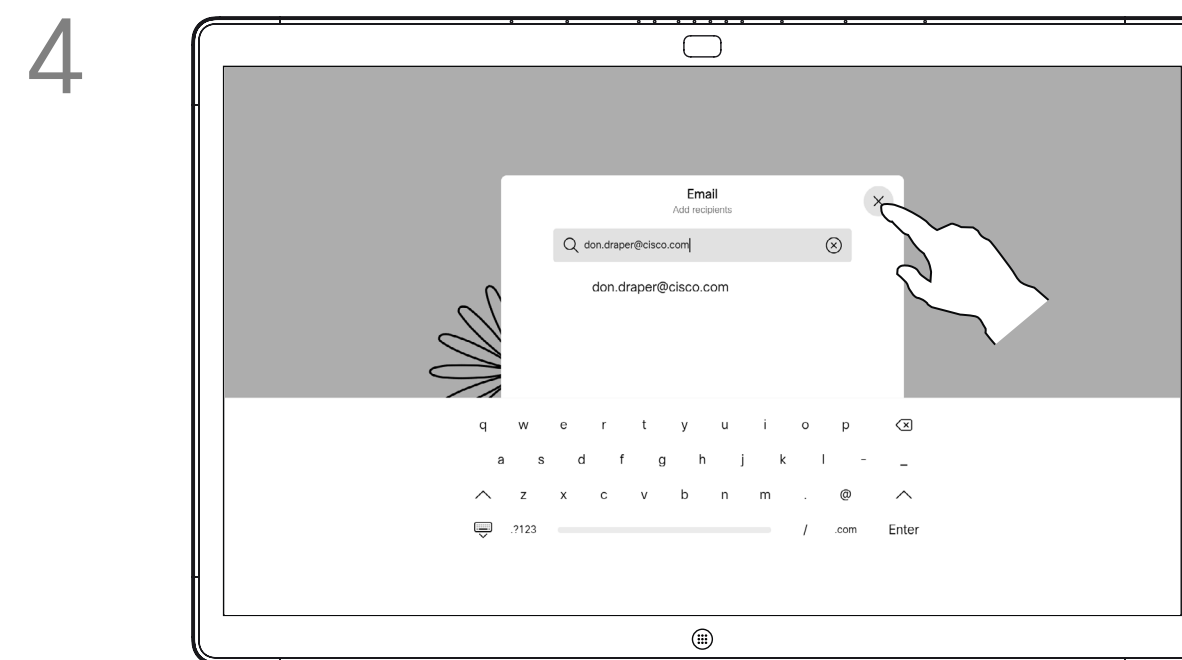 4
Email
Add recipients
don.draper@cisco.com
don.draper@cisco.com
q w e r t y u i o p
a s d f g h j k l - _
z x c v b n m . @
.?123 / .com Enter